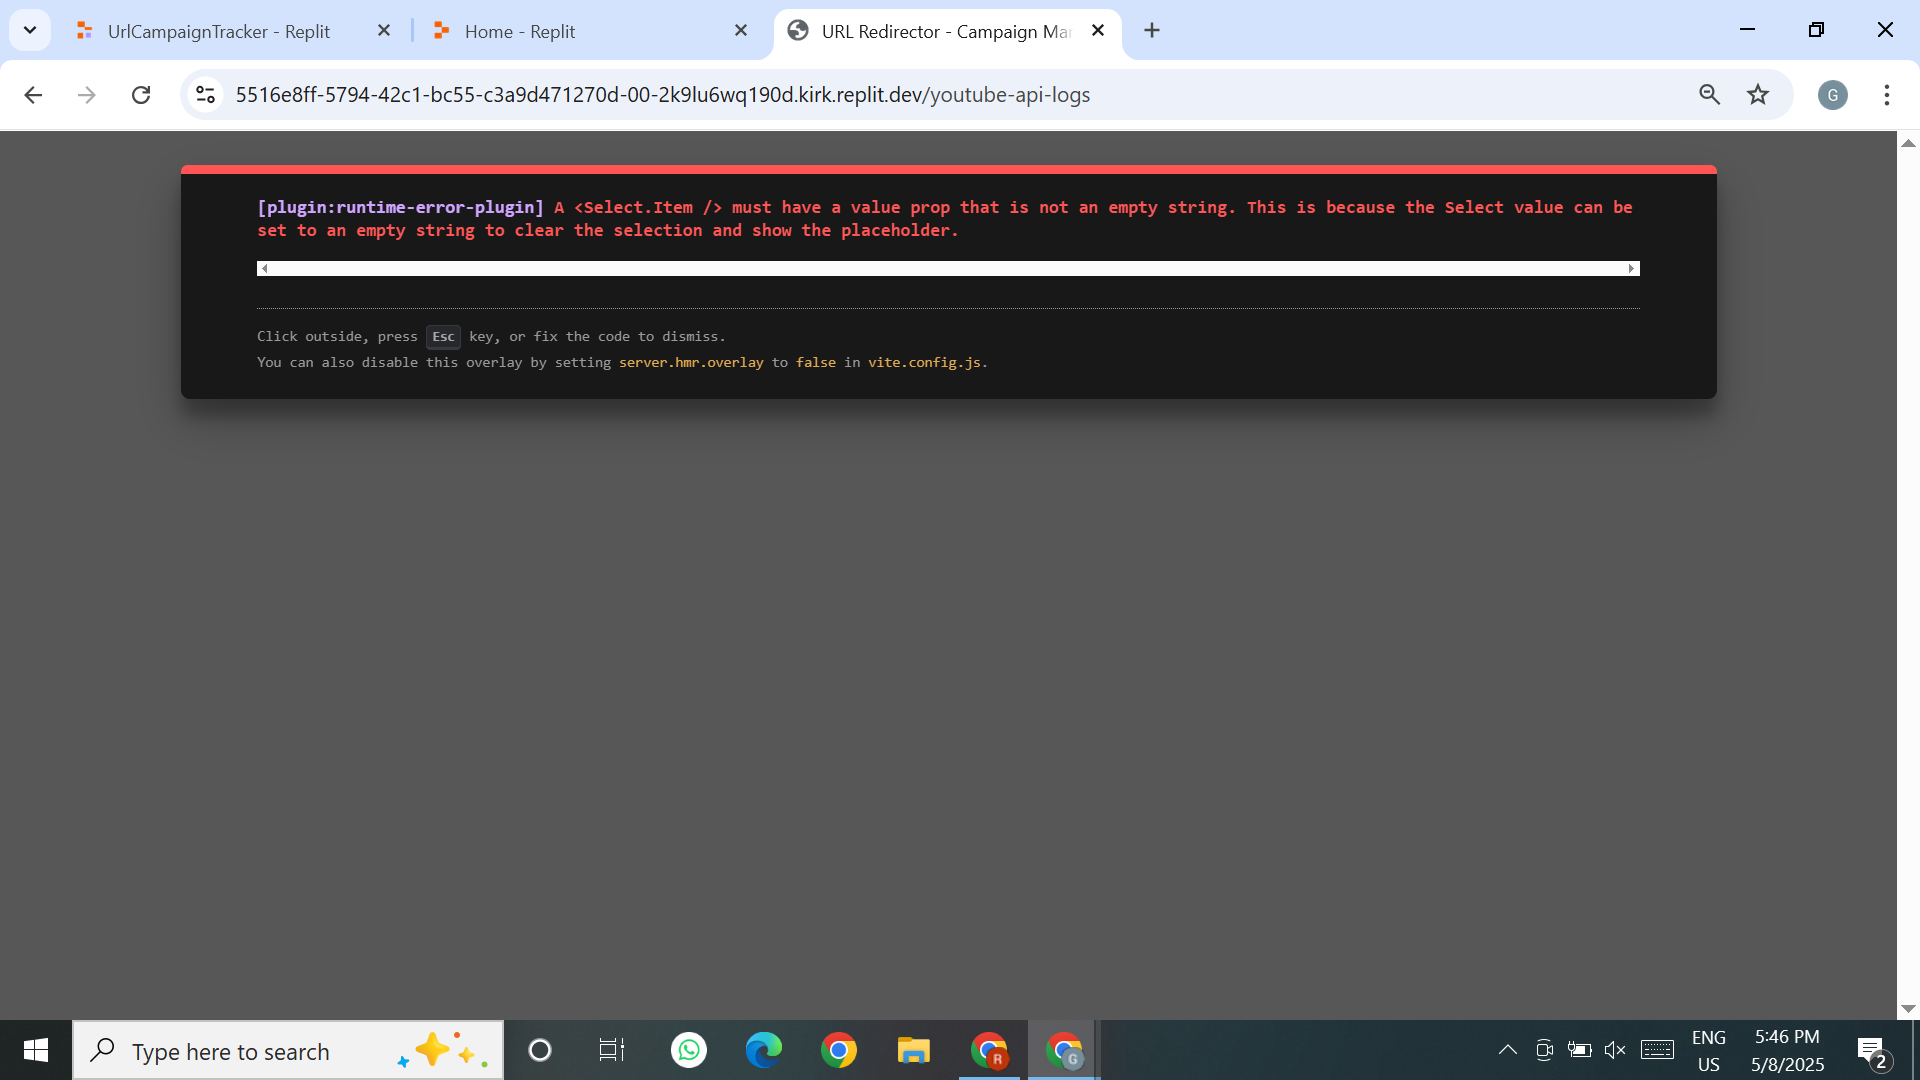 UrlCampaignTracker - Replit
Home - Replit
URL Redirector - Campaign Ma
5516e8ff-5794-42c1-bc55-c3a9d471270d-00-2k9lu6wq190d.kirk.replit.dev/youtube-api-logs
G
[plugin:runtime-error-plugin] A <Select.Item /> must have a value prop that is not an empty string. This is because the Select value can be
set to an empty string to clear the selection and show the placeholder.
Click outside, press Esc key, or fix the code to dismiss.
You can also disable this overlay by setting server.hmr.overlay to false in vite.config.js.
Type here to search
R
G
ENG
US
5:46 PM
5/8/2025
2